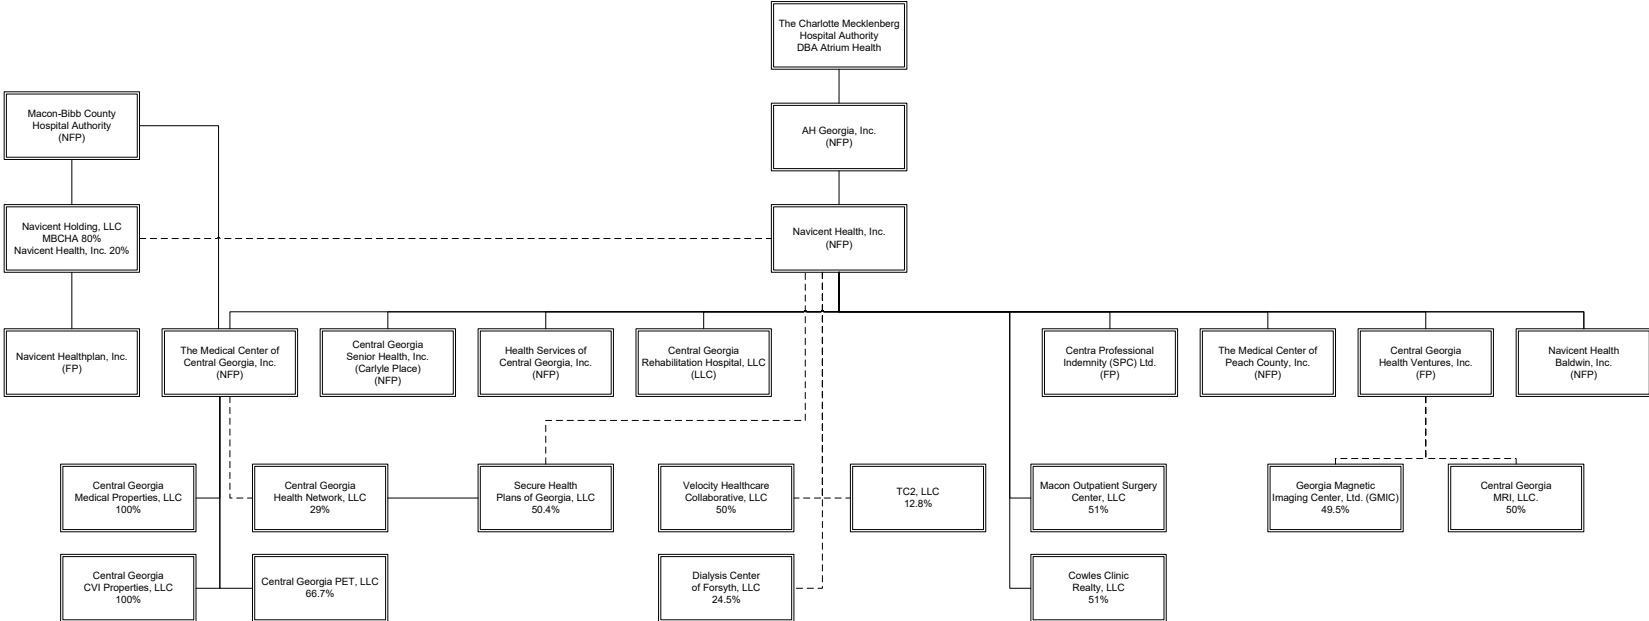 The Charlotte Mecklenberg
Hospital Authority
DBA Atrium Health
Macon-Bibb County
Hospital Authority
(NFP)
AH Georgia, Inc.
(NFP)
Navicent Holding, LLC
MBCHA 80%
Navicent Health, Inc. 20%
Navicent Health, Inc.
(NFP)
Navicent Healthplan, Inc.
(FP)
The Medical Center of
Central Georgia, Inc.
(NFP)
Central Georgia
Senior Health, Inc.
(Carlyle Place)
(NFP)
Health Services of
Central Georgia, Inc.
(NFP)
Central Georgia
Rehabilitation Hospital, LLC
(LLC)
Centra Professional
Indemnity (SPC) Ltd.
(FP)
The Medical Center of
Peach County, Inc.
(NFP)
Central Georgia
Health Ventures, Inc.
(FP)
Navicent Health
Baldwin, Inc.
(NFP)
Central Georgia
Medical Properties, LLC
100%
Central Georgia
Health Network, LLC
29%
Secure Health
Plans of Georgia, LLC
50.4%
Velocity Healthcare
Collaborative, LLC
50%
TC2, LLC
12.8%
Macon Outpatient Surgery
Center, LLC
51%
Georgia Magnetic
Imaging Center, Ltd. (GMIC)
49.5%
Central Georgia
MRI, LLC.
50%
Central Georgia
CVI Properties, LLC
100%
Central Georgia PET, LLC
66.7%
Dialysis Center
of Forsyth, LLC
24.5%
Cowles Clinic
Realty, LLC
51%